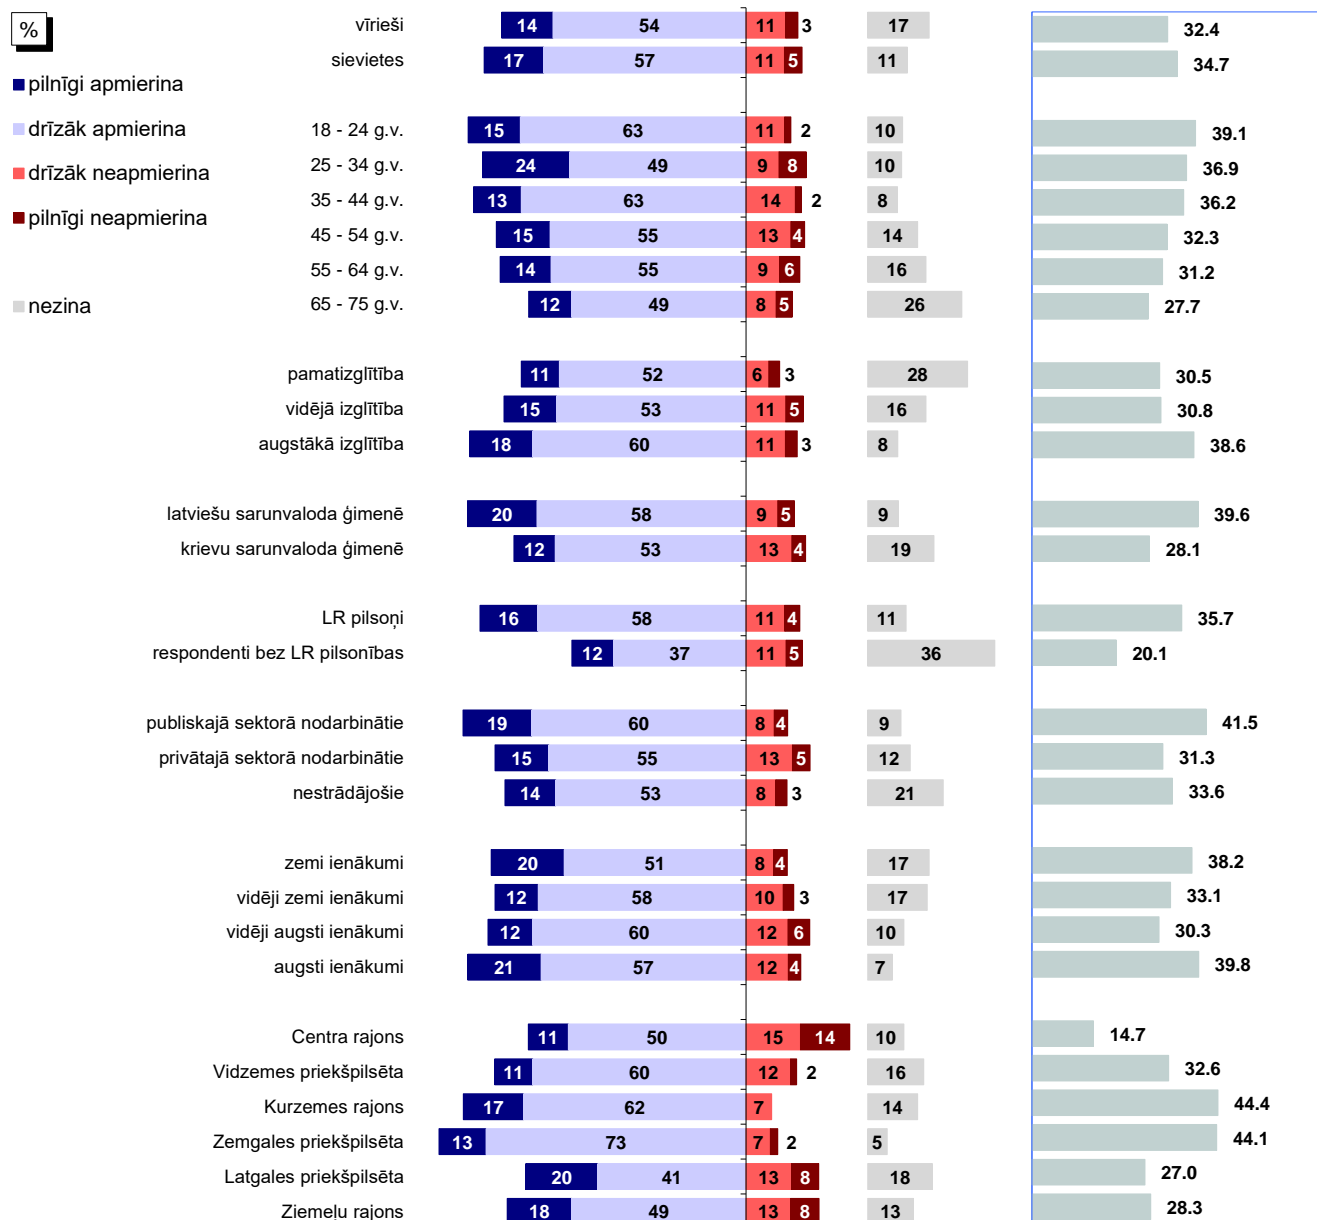 %
pilnīgi apmierina
drīzāk apmierina
drīzāk neapmierina
pilnīgi neapmierina
nezina
vīrieši 14 54 11 3 17 32.4
sievietes 17 57 11 5 11 34.7
18 - 24 g.v. 15 63 11 2 10 39.1
25 - 34 g.v. 24 49 9 8 10 36.9
35 - 44 g.v. 13 63 14 2 8 36.2
45 - 54 g.v. 15 55 13 4 14 32.3
55 - 64 g.v. 14 55 9 6 16 31.2
65 - 75 g.v. 12 49 8 5 26 27.7
pamatizglītība 11 52 6 3 28 30.5
vidējā izglītība 15 53 11 5 16 30.8
augstākā izglītība 18 60 11 3 8 38.6
latviešu sarunvaloda ģimenē 20 58 9 5 9 39.6
krievu sarunvaloda ģimenē 12 53 13 4 19 28.1
LR pilsoņi 16 58 11 4 11 35.7
respondenti bez LR pilsonības 12 37 11 5 36 20.1
publiskajā sektorā nodarbinātie 19 60 8 4 9 41.5
privātajā sektorā nodarbinātie 15 55 13 5 12 31.3
nestrādājošie 14 53 8 3 21 33.6
zemi ienākumi 20 51 8 4 17 38.2
vidēji zemi ienākumi 12 58 10 3 17 33.1
vidēji augsti ienākumi 12 60 12 6 10 30.3
augsti ienākumi 21 57 12 4 7 39.8
Centra rajons 11 50 15 14 10 14.7
Vidzemes priekšpilsēta 11 60 12 2 16 32.6
Kurzemes rajons 17 62 7 14 44.4
Zemgales priekšpilsēta 13 73 7 2 5 44.1
Latgales priekšpilsēta 20 41 13 8 18 27.0
Ziemeļu rajons 18 49 13 8 13 28.3